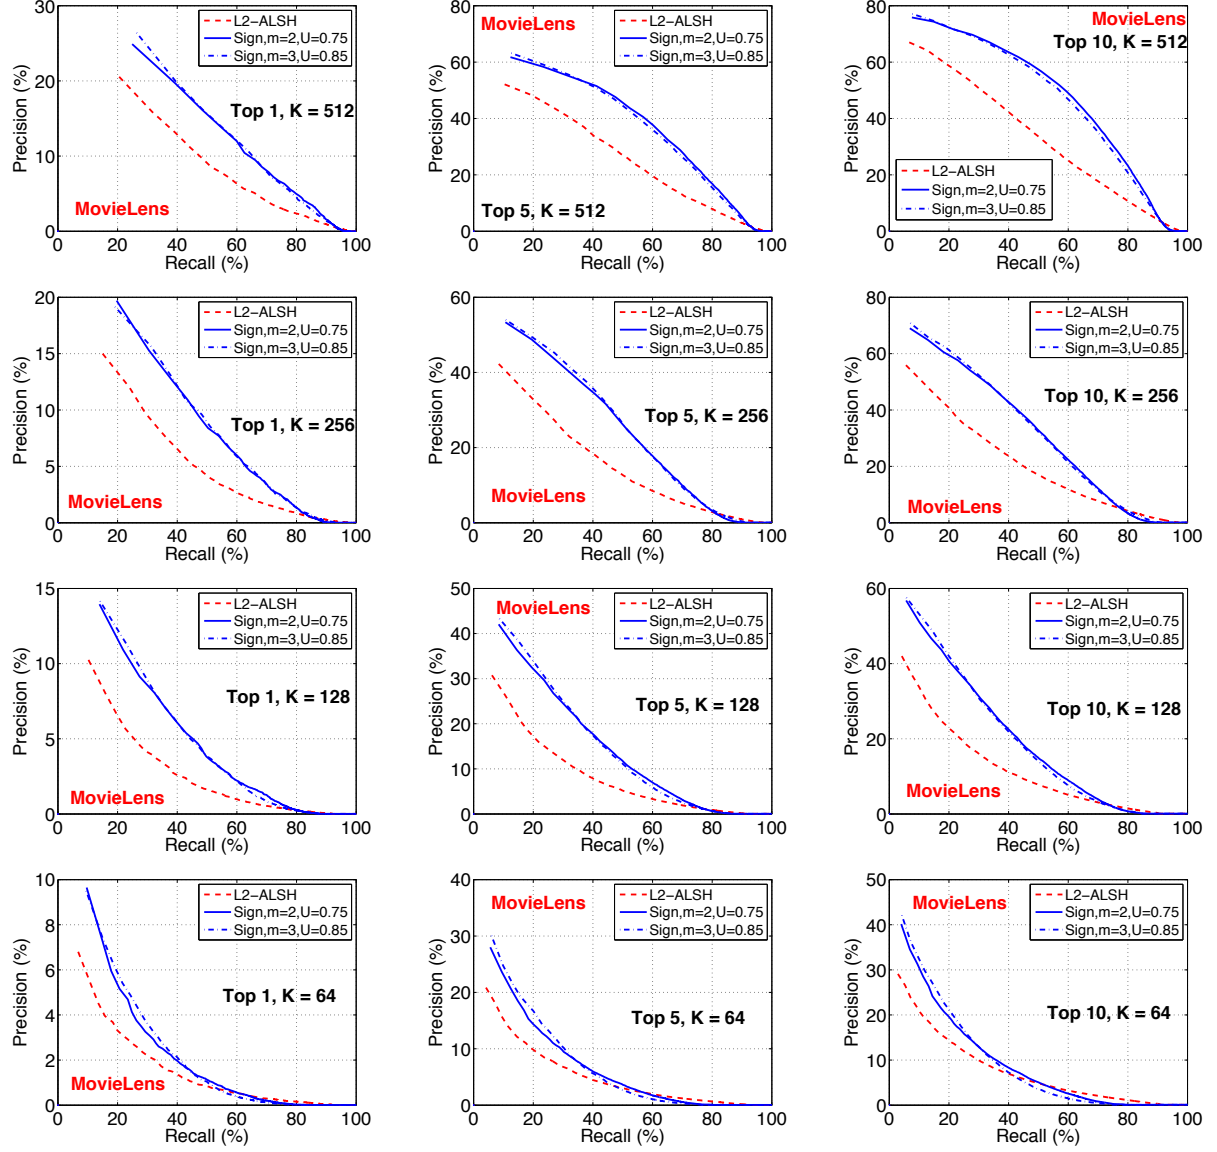 Precision (%)
30
20
10
0
0
20
40
60
80
100
Recall (%)
L2−ALSH
Sign,m=2,U=0.75
Sign,m=3,U=0.85
Top 1, K = 512
MovieLens
Precision (%)
80
60
40
20
0
0
20
40
60
80
100
Recall (%)
MovieLens
L2−ALSH
Sign,m=2,U=0.75
Sign,m=3,U=0.85
Top 5, K = 512
Precision (%)
80
60
40
20
0
0
20
40
60
80
100
Recall (%)
MovieLens
Top 10, K = 512
L2−ALSH
Sign,m=2,U=0.75
Sign,m=3,U=0.85
Precision (%)
20
15
10
5
0
0
20
40
60
80
100
Recall (%)
L2−ALSH
Sign,m=2,U=0.75
Sign,m=3,U=0.85
Top 1, K = 256
MovieLens
Precision (%)
60
40
20
0
0
20
40
60
80
100
Recall (%)
L2−ALSH
Sign,m=2,U=0.75
Sign,m=3,U=0.85
Top 5, K = 256
MovieLens
Precision (%)
80
60
40
20
0
0
20
40
60
80
100
Recall (%)
L2−ALSH
Sign,m=2,U=0.75
Sign,m=3,U=0.85
Top 10, K = 256
MovieLens
Precision (%)
15
10
5
0
0
20
40
60
80
100
Recall (%)
L2−ALSH
Sign,m=2,U=0.75
Sign,m=3,U=0.85
Top 1, K = 128
MovieLens
Precision (%)
50
40
30
20
10
0
0
20
40
60
80
100
Recall (%)
MovieLens
L2−ALSH
Sign,m=2,U=0.75
Sign,m=3,U=0.85
Top 5, K = 128
Precision (%)
60
40
20
0
0
20
40
60
80
100
Recall (%)
L2−ALSH
Sign,m=2,U=0.75
Sign,m=3,U=0.85
Top 10, K = 128
MovieLens
Precision (%)
10
8
6
4
2
0
0
20
40
60
80
100
Recall (%)
L2−ALSH
Sign,m=2,U=0.75
Sign,m=3,U=0.85
Top 1, K = 64
MovieLens
Precision (%)
40
30
20
10
0
0
20
40
60
80
100
Recall (%)
MovieLens
L2−ALSH
Sign,m=2,U=0.75
Sign,m=3,U=0.85
Top 5, K = 64
Precision (%)
50
40
30
20
10
0
0
20
40
60
80
100
Recall (%)
MovieLens
L2−ALSH
Sign,m=2,U=0.75
Sign,m=3,U=0.85
Top 10, K = 64